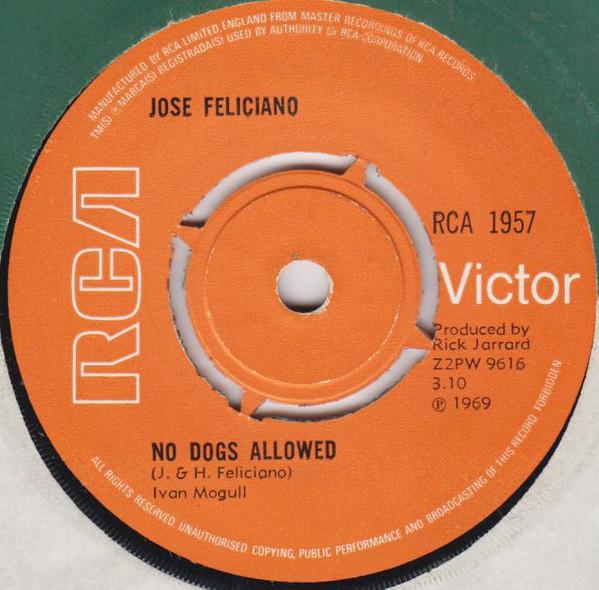 MANUFACTURED BY RCA LIMITED, ENGLAND FROM MASTER RECORDINGS OF RCA RECORDS
TM(S) ® MARCA(S) REGISTRADA(S) USED BY AUTHORITY OF RCA CORPORATION
JOSE FELICIANO
RCA
RCA 1957
Victor
Produced by
Rick Jarrard
Z2PW 9616
3.10
℗ 1969
NO DOGS ALLOWED
(J. & H. Feliciano)
Ivan Mogull
ALL RIGHTS RESERVED. UNAUTHORISED COPYING, PUBLIC PERFORMANCE AND BROADCASTING OF THIS RECORD FORBIDDEN